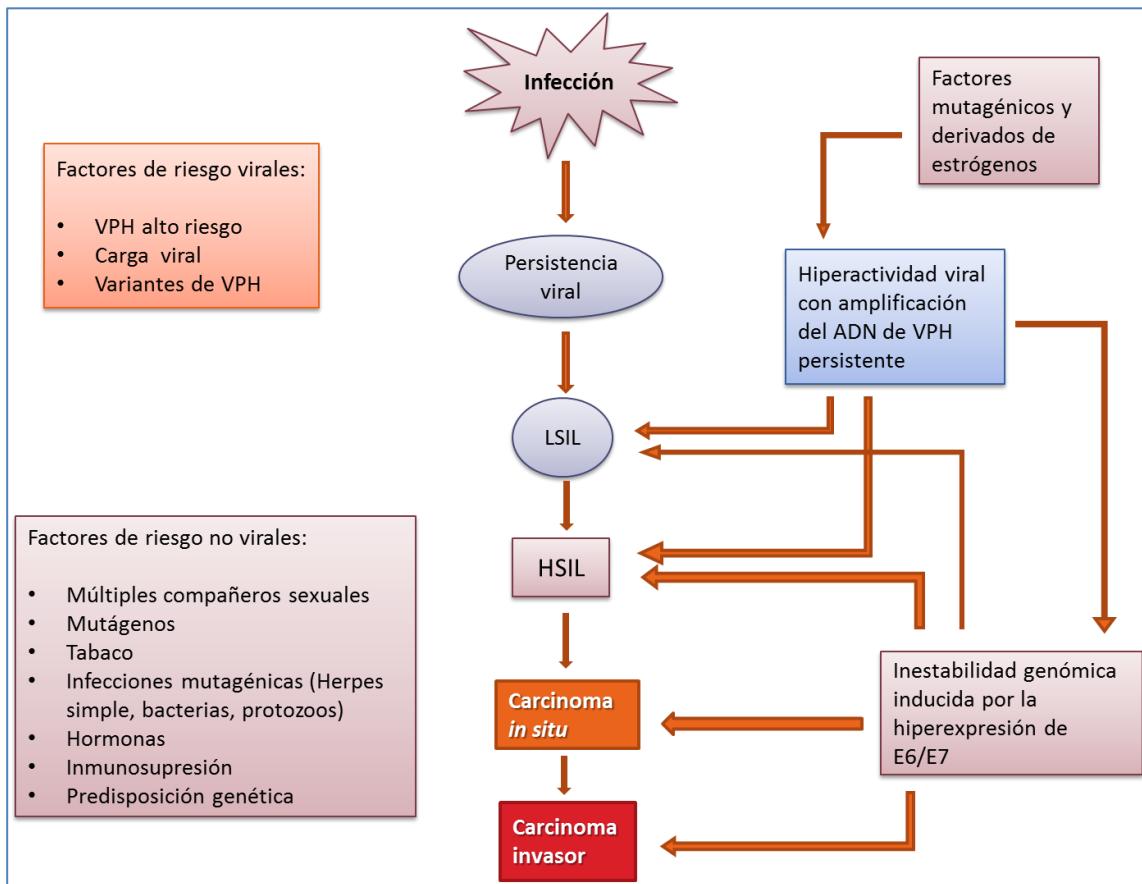 Infección
Factores
mutagénicos y
derivados de
estrógenos
Factores de riesgo virales:
• VPH alto riesgo
• Carga viral
• Variantes de VPH
Persistencia
viral
Hiperactividad viral
con amplificación
del ADN de VPH
persistente
LSIL
Factores de riesgo no virales:
• Múltiples compañeros sexuales
• Mutágenos
• Tabaco
• Infecciones mutagénicas (Herpes
simple, bacterias, protozoos)
• Hormonas
• Inmunosupresión
• Predisposición genética
HSIL
Inestabilidad genómica
inducida por la
hiperexpresión de
E6/E7
Carcinoma
in situ
Carcinoma
invasor